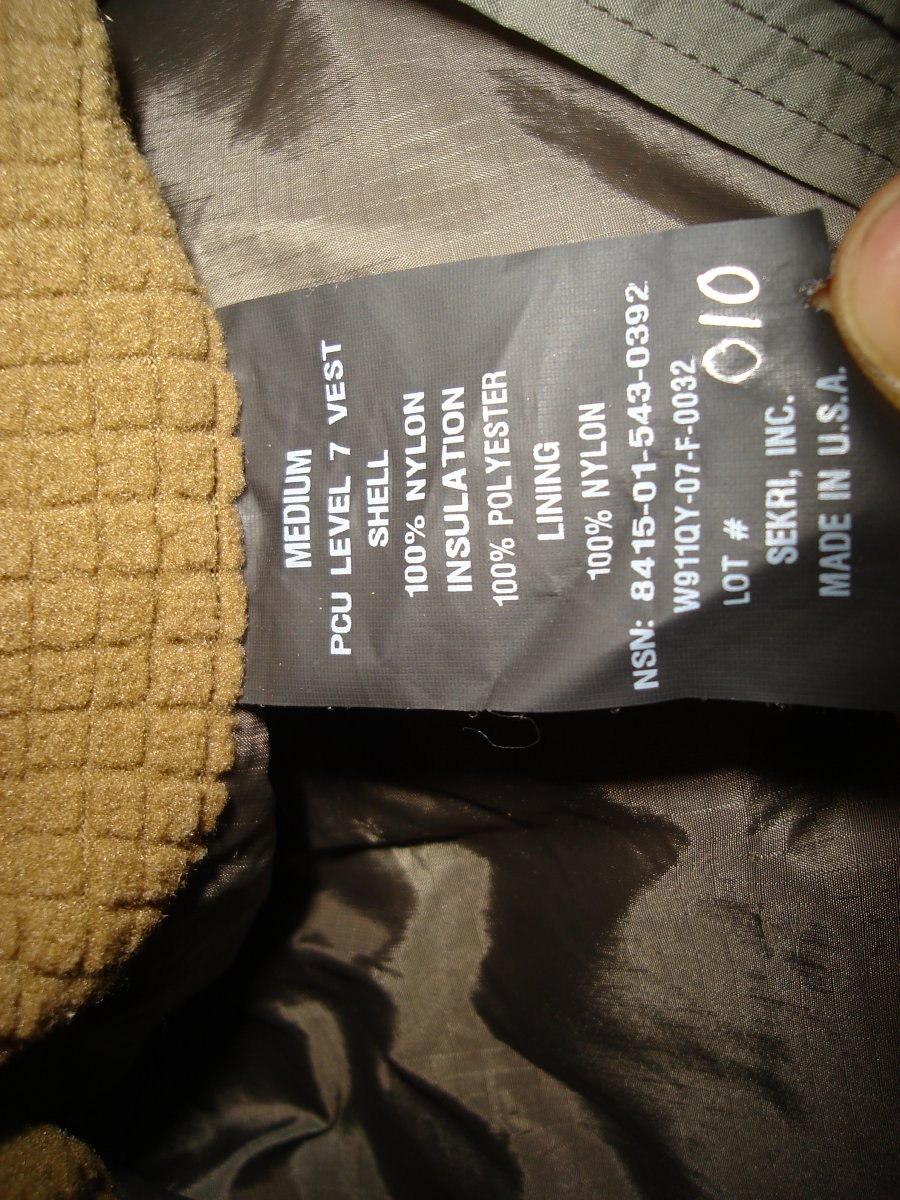 MEDIUM
PCU LEVEL 7 VEST
SHELL
100% NYLON
INSULATION
100% POLYESTER
LINING
100% NYLON
NSN: 8415-01-543-0392
W911QY-07-F-0032
LOT # 010
SEKRI, INC.
MADE IN U.S.A.